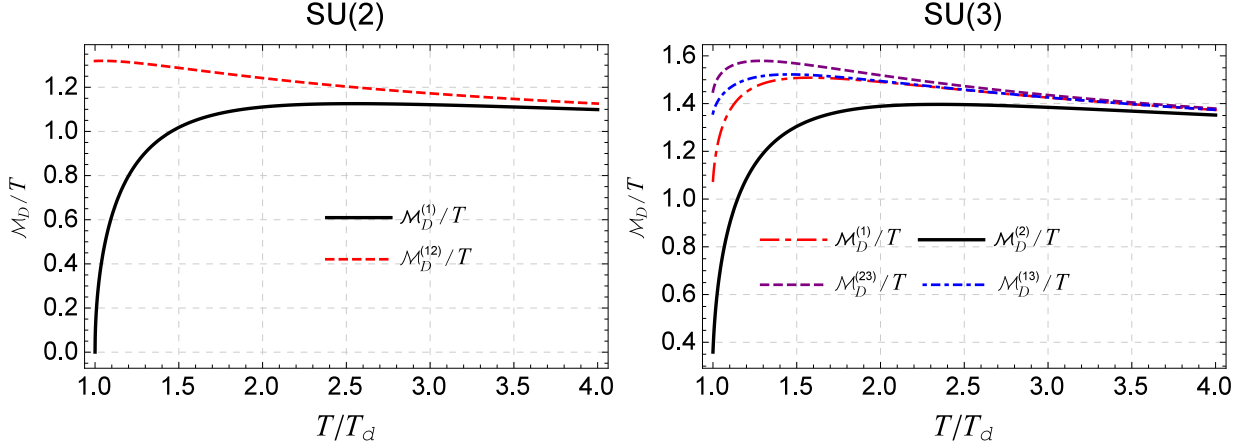 SU(2)
ℳ_D/T
1.2
1.0
0.8
0.6
0.4
0.2
0.0
ℳ_D^(1)/T
ℳ_D^(12)/T
1.0 1.5 2.0 2.5 3.0 3.5 4.0
T/T_d
SU(3)
ℳ_D/T
1.6
1.4
1.2
1.0
0.8
0.6
0.4
ℳ_D^(1)/T ℳ_D^(2)/T
ℳ_D^(23)/T ℳ_D^(13)/T
1.0 1.5 2.0 2.5 3.0 3.5 4.0
T/T_d